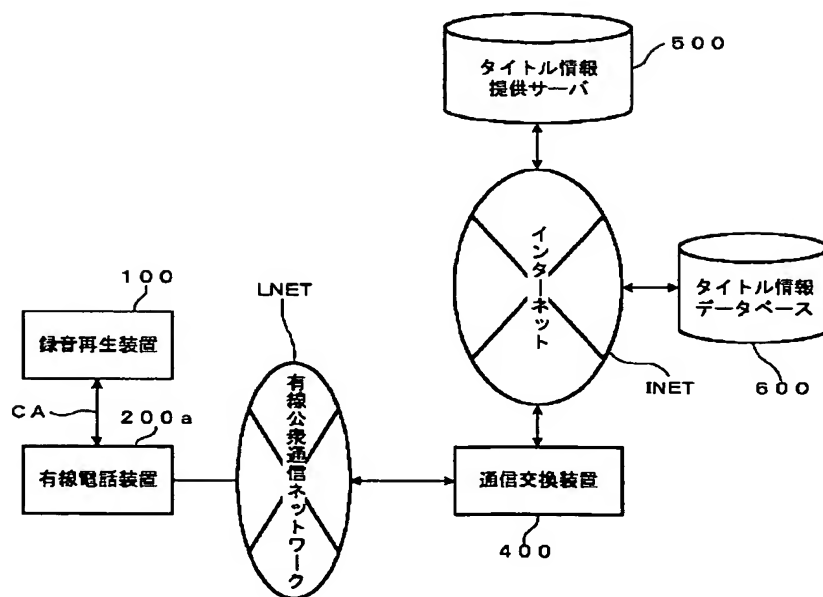 500
タイトル情報
提供サーバ
インターネット
タイトル情報
データベース
600
INET
100
録音再生装置
CA
200a
有線電話装置
LNET
有線公衆通信ネットワーク
通信交換装置
400